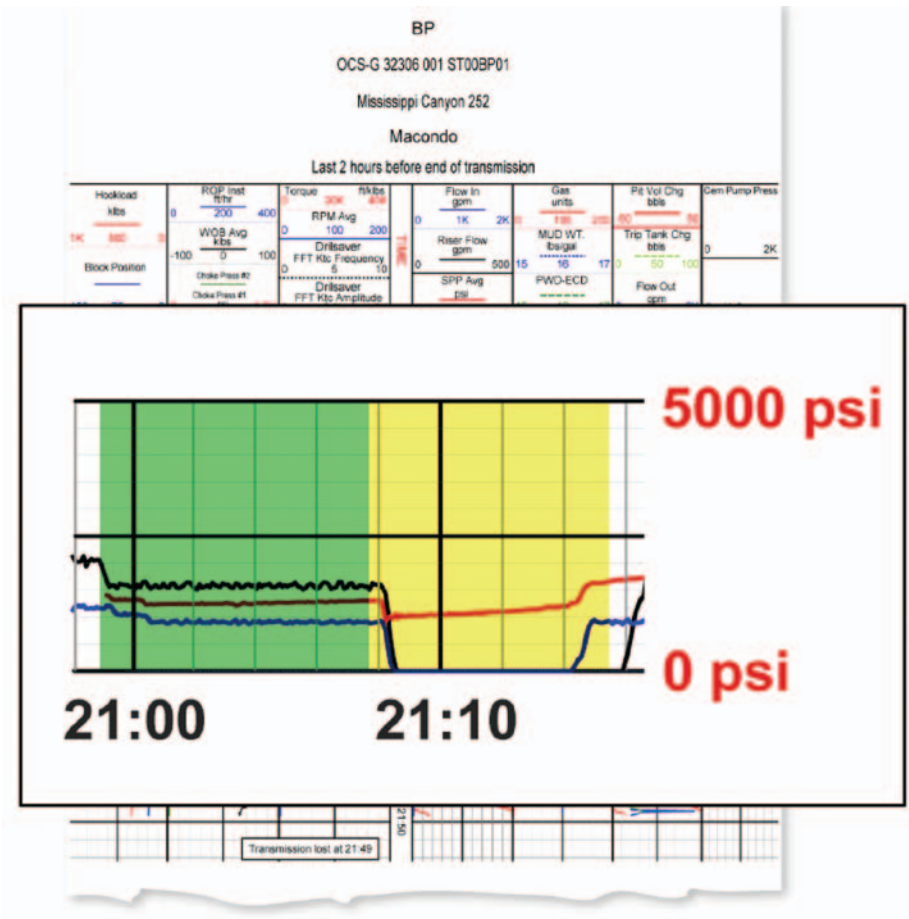 BP
OCS-G 32306 001 ST00BP01
Mississippi Canyon 252
Macondo
Last 2 hours before end of transmission
Hookload
klbs
Block Position
ROP Inst
ft/hr
0 200 400
WOB Avg
klbs
-100 0 100
Choke Press #2
Choke Press #1
Torque ft/klbs
RPM Avg
0 100 200
Drilsaver
FFT Ktc Frequency
0 5 10
Drilsaver
FFT Ktc Amplitude
TIME
Flow In
gpm
0 1K 2K
Riser Flow
gpm
0 500
SPP Avg
psi
Gas
units
MUD WT.
lbs/gal
15 16 17
PWD-ECD
Pit Vol Chg
bbls
Trip Tank Chg
bbls
0 50 100
Flow Out
gpm
Cem Pump Press
0 2K
5000 psi
0 psi
21:00 21:10
21:50
Transmission lost at 21:49